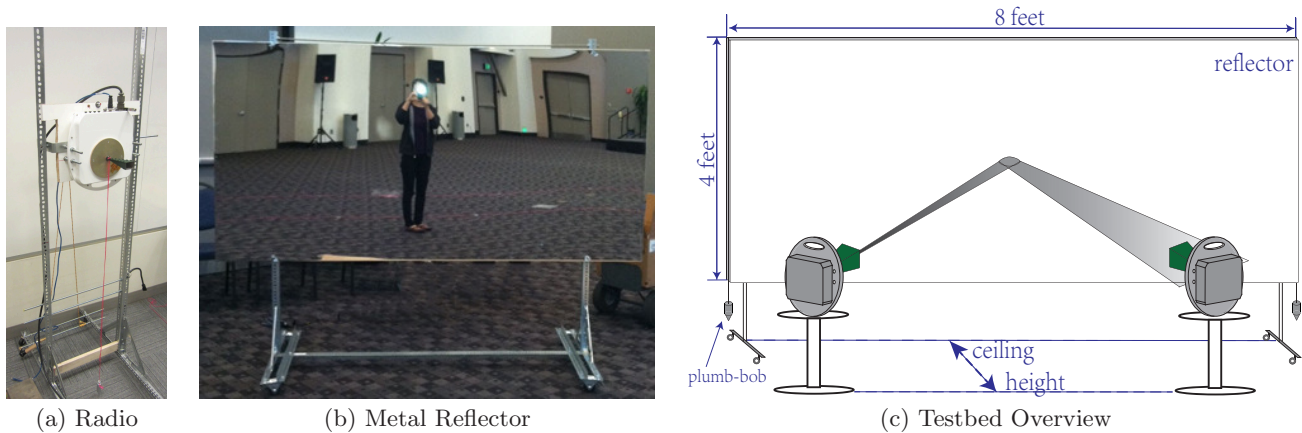 8 feet
reflector
4 feet
plumb-bob
ceiling
height
(a) Radio
(b) Metal Reflector
(c) Testbed Overview